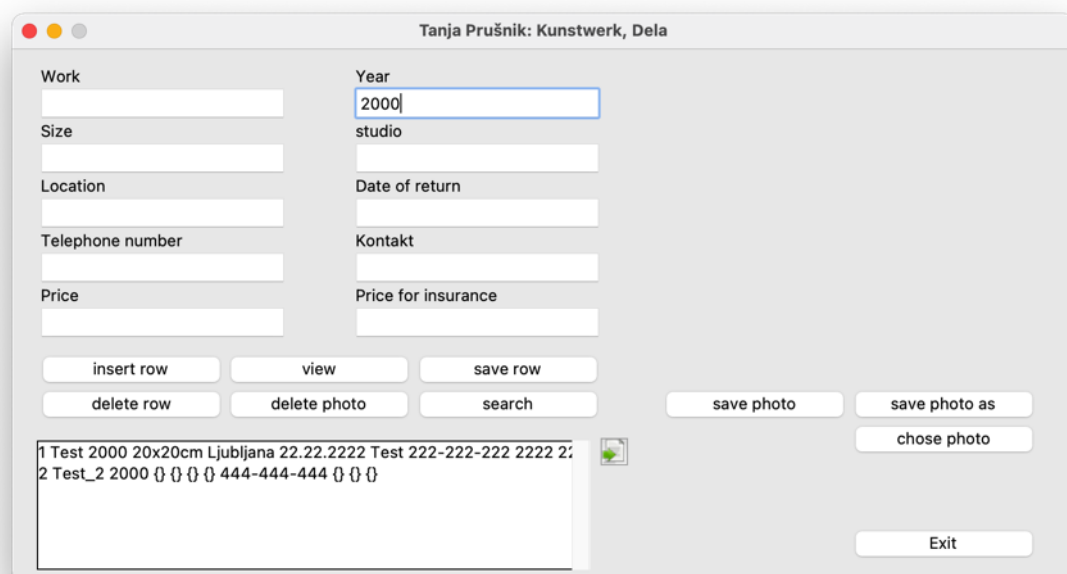 Tanja Prušnik: Kunstwerk, Dela
Work Year
2000
Size studio
Location Date of return
Telephone number Kontakt
Price Price for insurance
insert row view save row
delete row delete photo search save photo save photo as
chose photo
1 Test 2000 20x20cm Ljubljana 22.22.2222 Test 222-222-222 2222 22
2 Test_2 2000 {} {} {} {} 444-444-444 {} {} {}
Exit